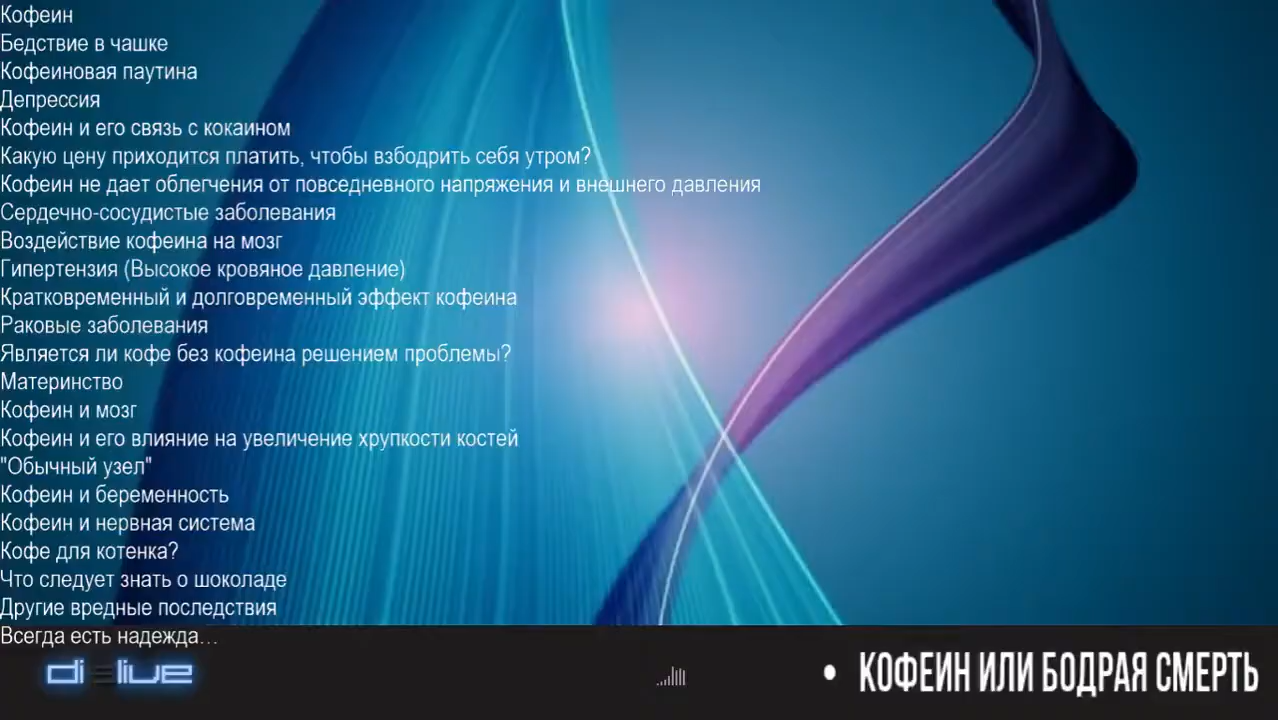 Кофеин
Бедствие в чашке
Кофеиновая паутина
Депрессия
Кофеин и его связь с кокаином
Какую цену приходится платить, чтобы взбодрить себя утром?
Кофеин не дает облегчения от повседневного напряжения и внешнего давления
Сердечно-сосудистые заболевания
Воздействие кофеина на мозг
Гипертензия (Высокое кровяное давление)
Кратковременный и долговременный эффект кофеина
Раковые заболевания
Является ли кофе без кофеина решением проблемы?
Материнство
Кофеин и мозг
Кофеин и его влияние на увеличение хрупкости костей
"Обычный узел"
Кофеин и беременность
Кофеин и нервная система
Кофе для котенка?
Что следует знать о шоколаде
Другие вредные последствия
Всегда есть надежда...
di live
• КОФЕИН ИЛИ БОДРАЯ СМЕРТЬ